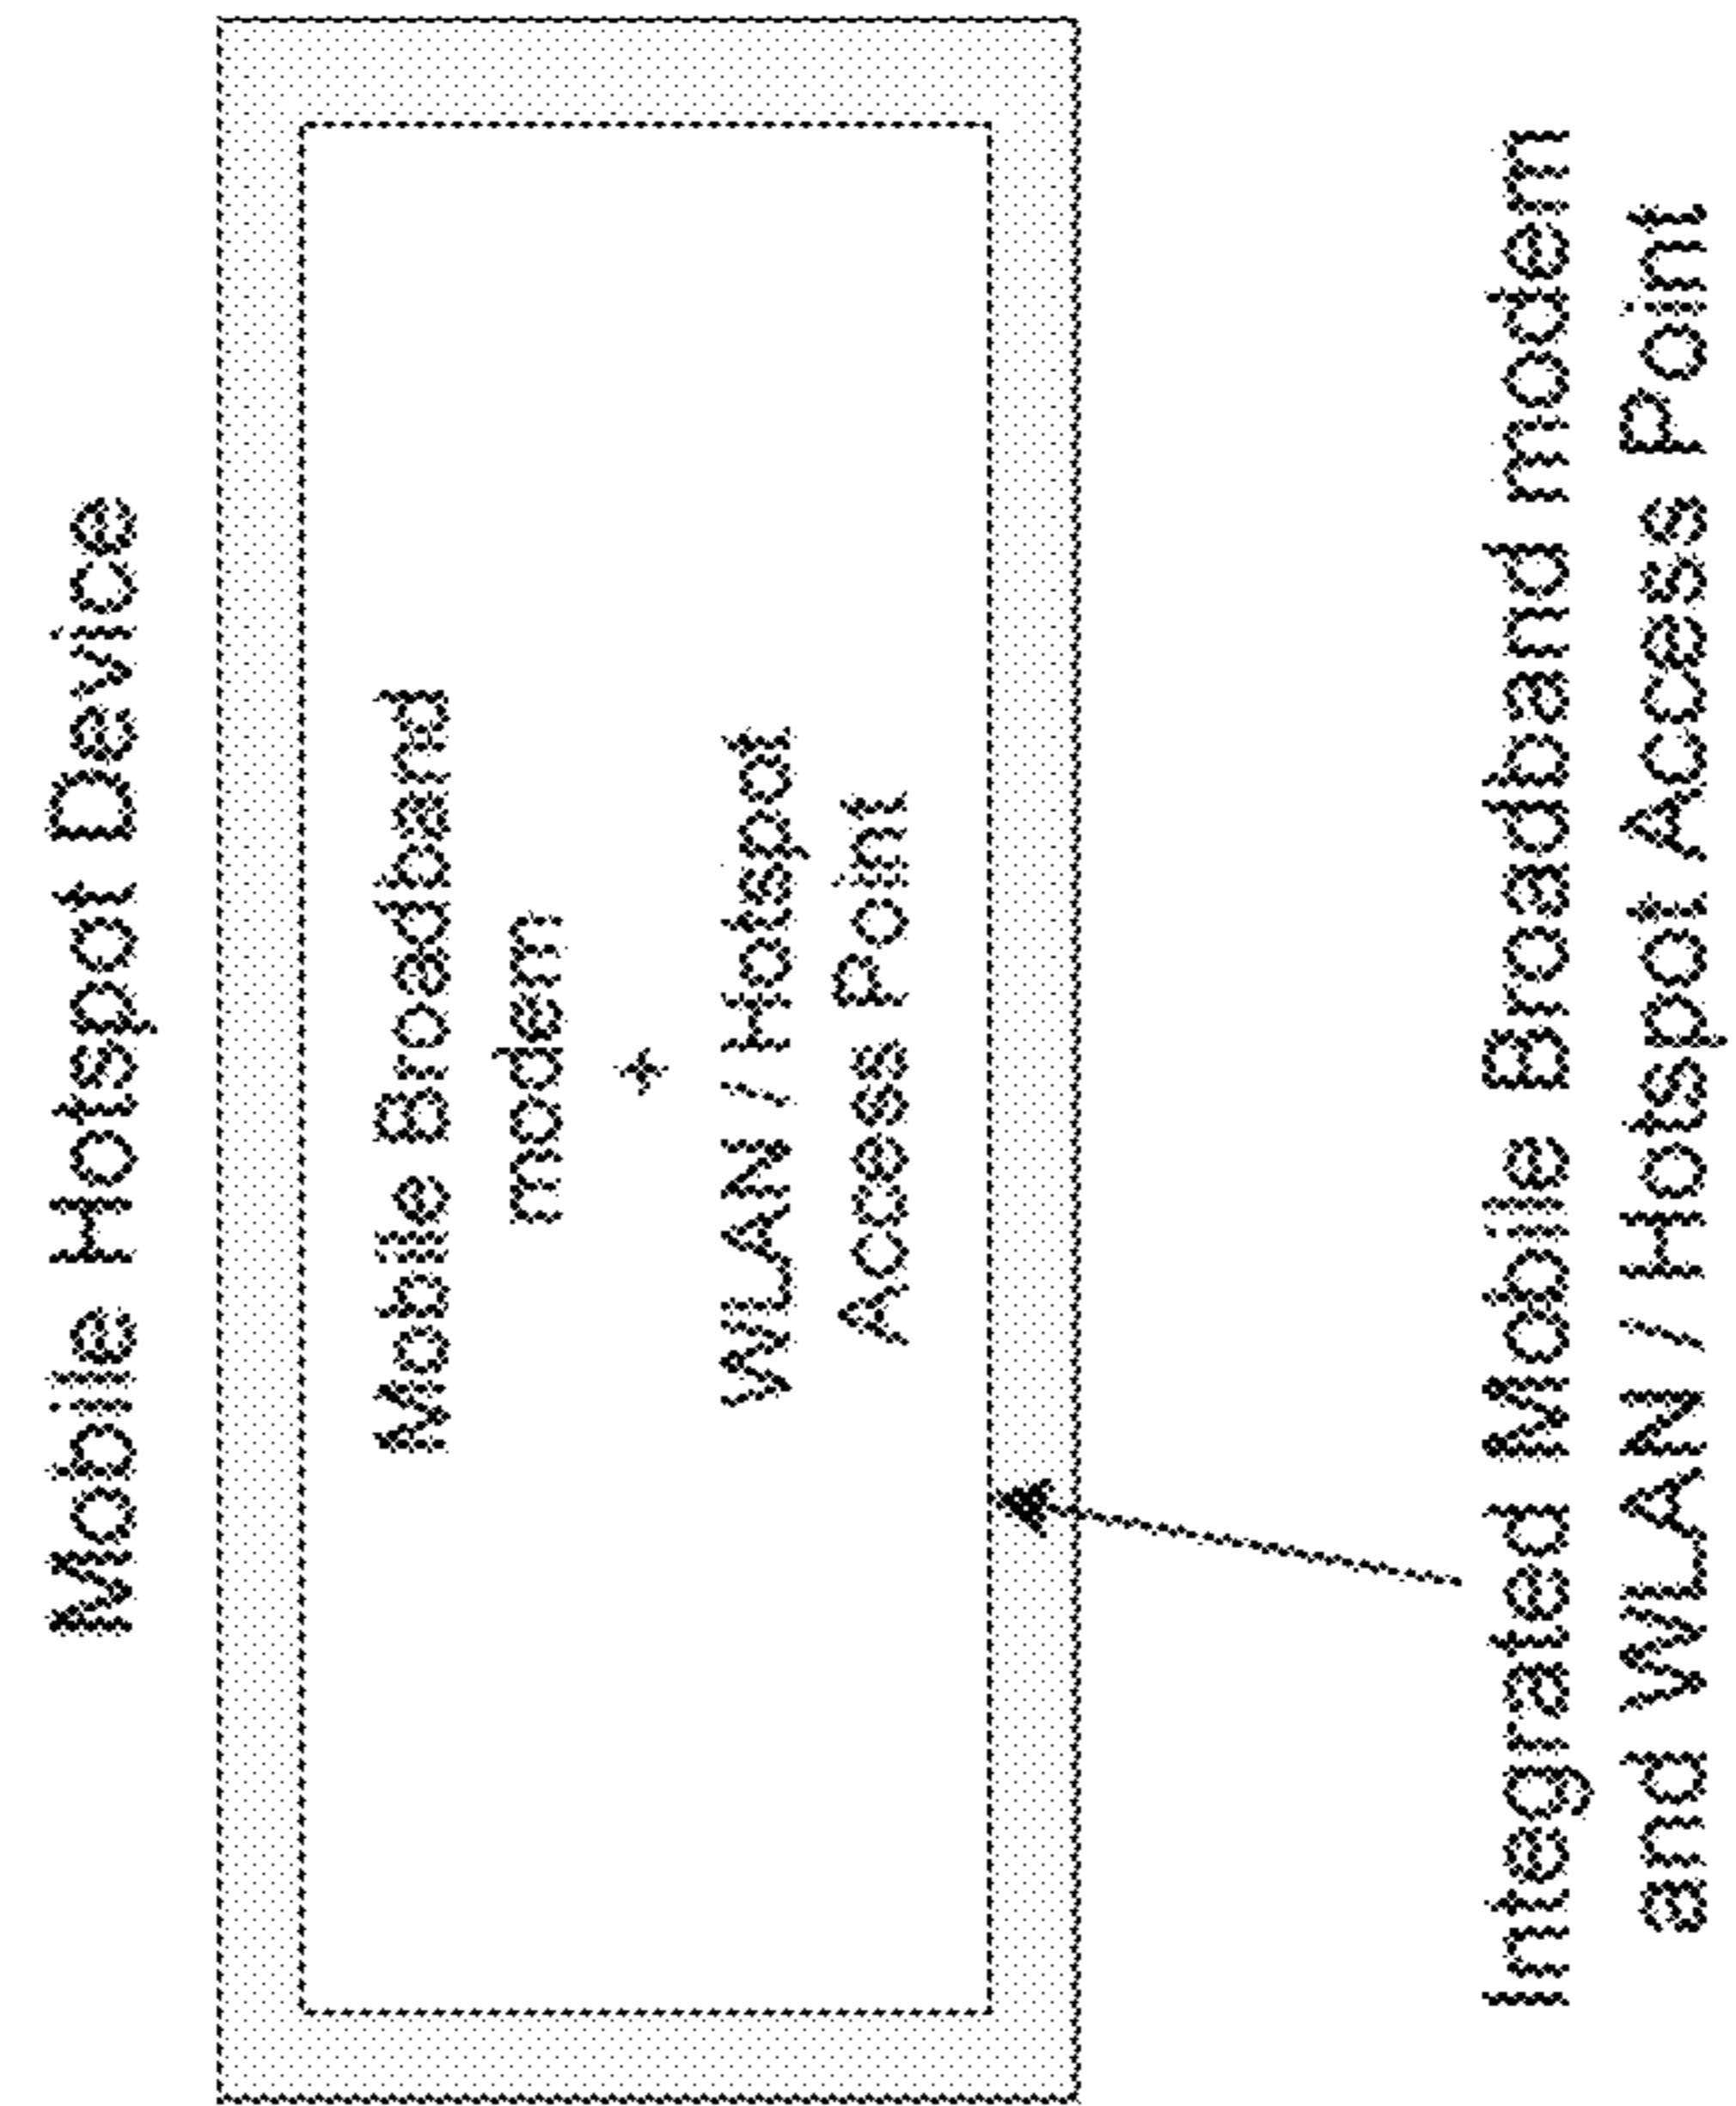 Mobile Hotspot Device
Mobile Broadband
modem
+
WLAN / Hotspot
Access Point
Integrated Mobile Broadband modem
and WLAN / Hotspot Access Point